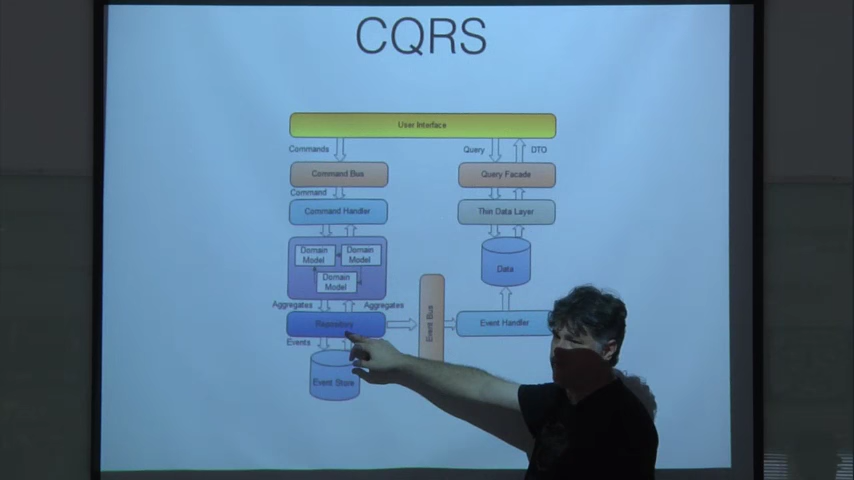 CQRS
User Interface
Commands
Query
DTO
Command Bus
Query Facade
Command
Command Handler
Thin Data Layer
Domain
Model
Domain
Model
Domain
Model
Data
Aggregates
Aggregates
Repository
Event Bus
Event Handler
Events
Event Share